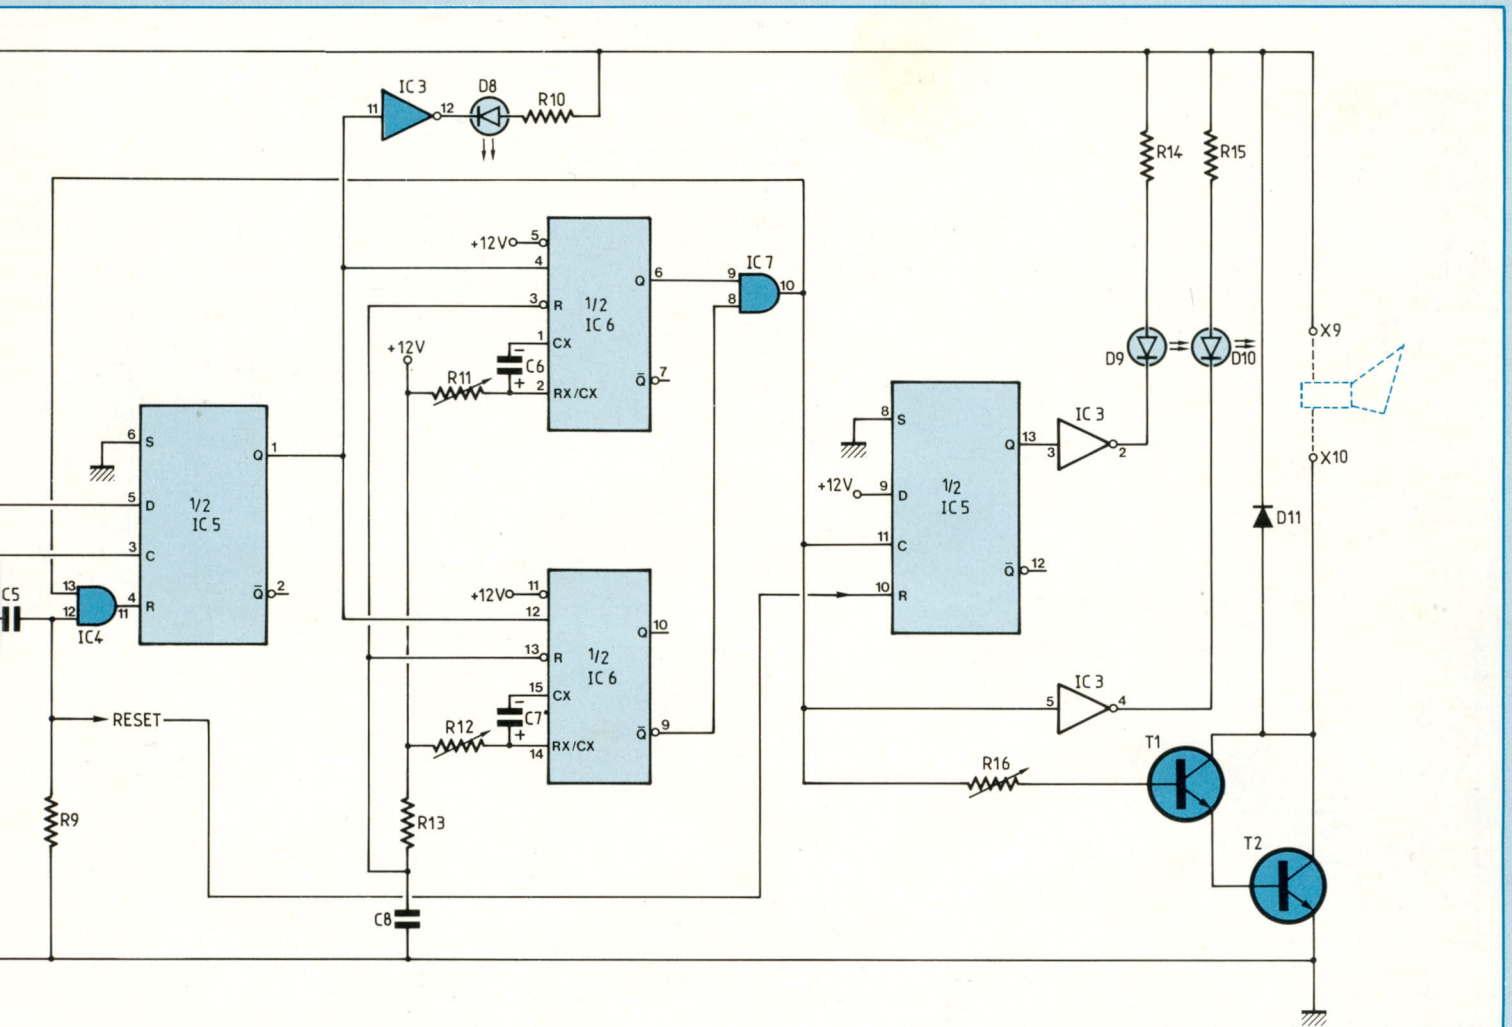 IC 3
D8
R10
11
12
+12V
5
4
3
R
1
CX
2
RX/CX
Q
6
1/2
IC 6
Q̅
7
C6
−
+
R11
+12V
IC 7
9
8
10
R14
R15
D9
D10
X9
X10
D11
6
S
5
D
3
C
4
11
R
Q
1
1/2
IC 5
Q̅
2
C5
13
12
IC4
RESET
R9
+12V
11
12
13
R
15
CX
14
RX/CX
Q
10
1/2
IC 6
Q̅
9
C7
−
+
R12
R13
C8
8
S
+12V
9
D
11
C
10
R
Q
13
1/2
IC 5
Q̅
12
IC 3
3
2
IC 3
5
4
R16
T1
T2